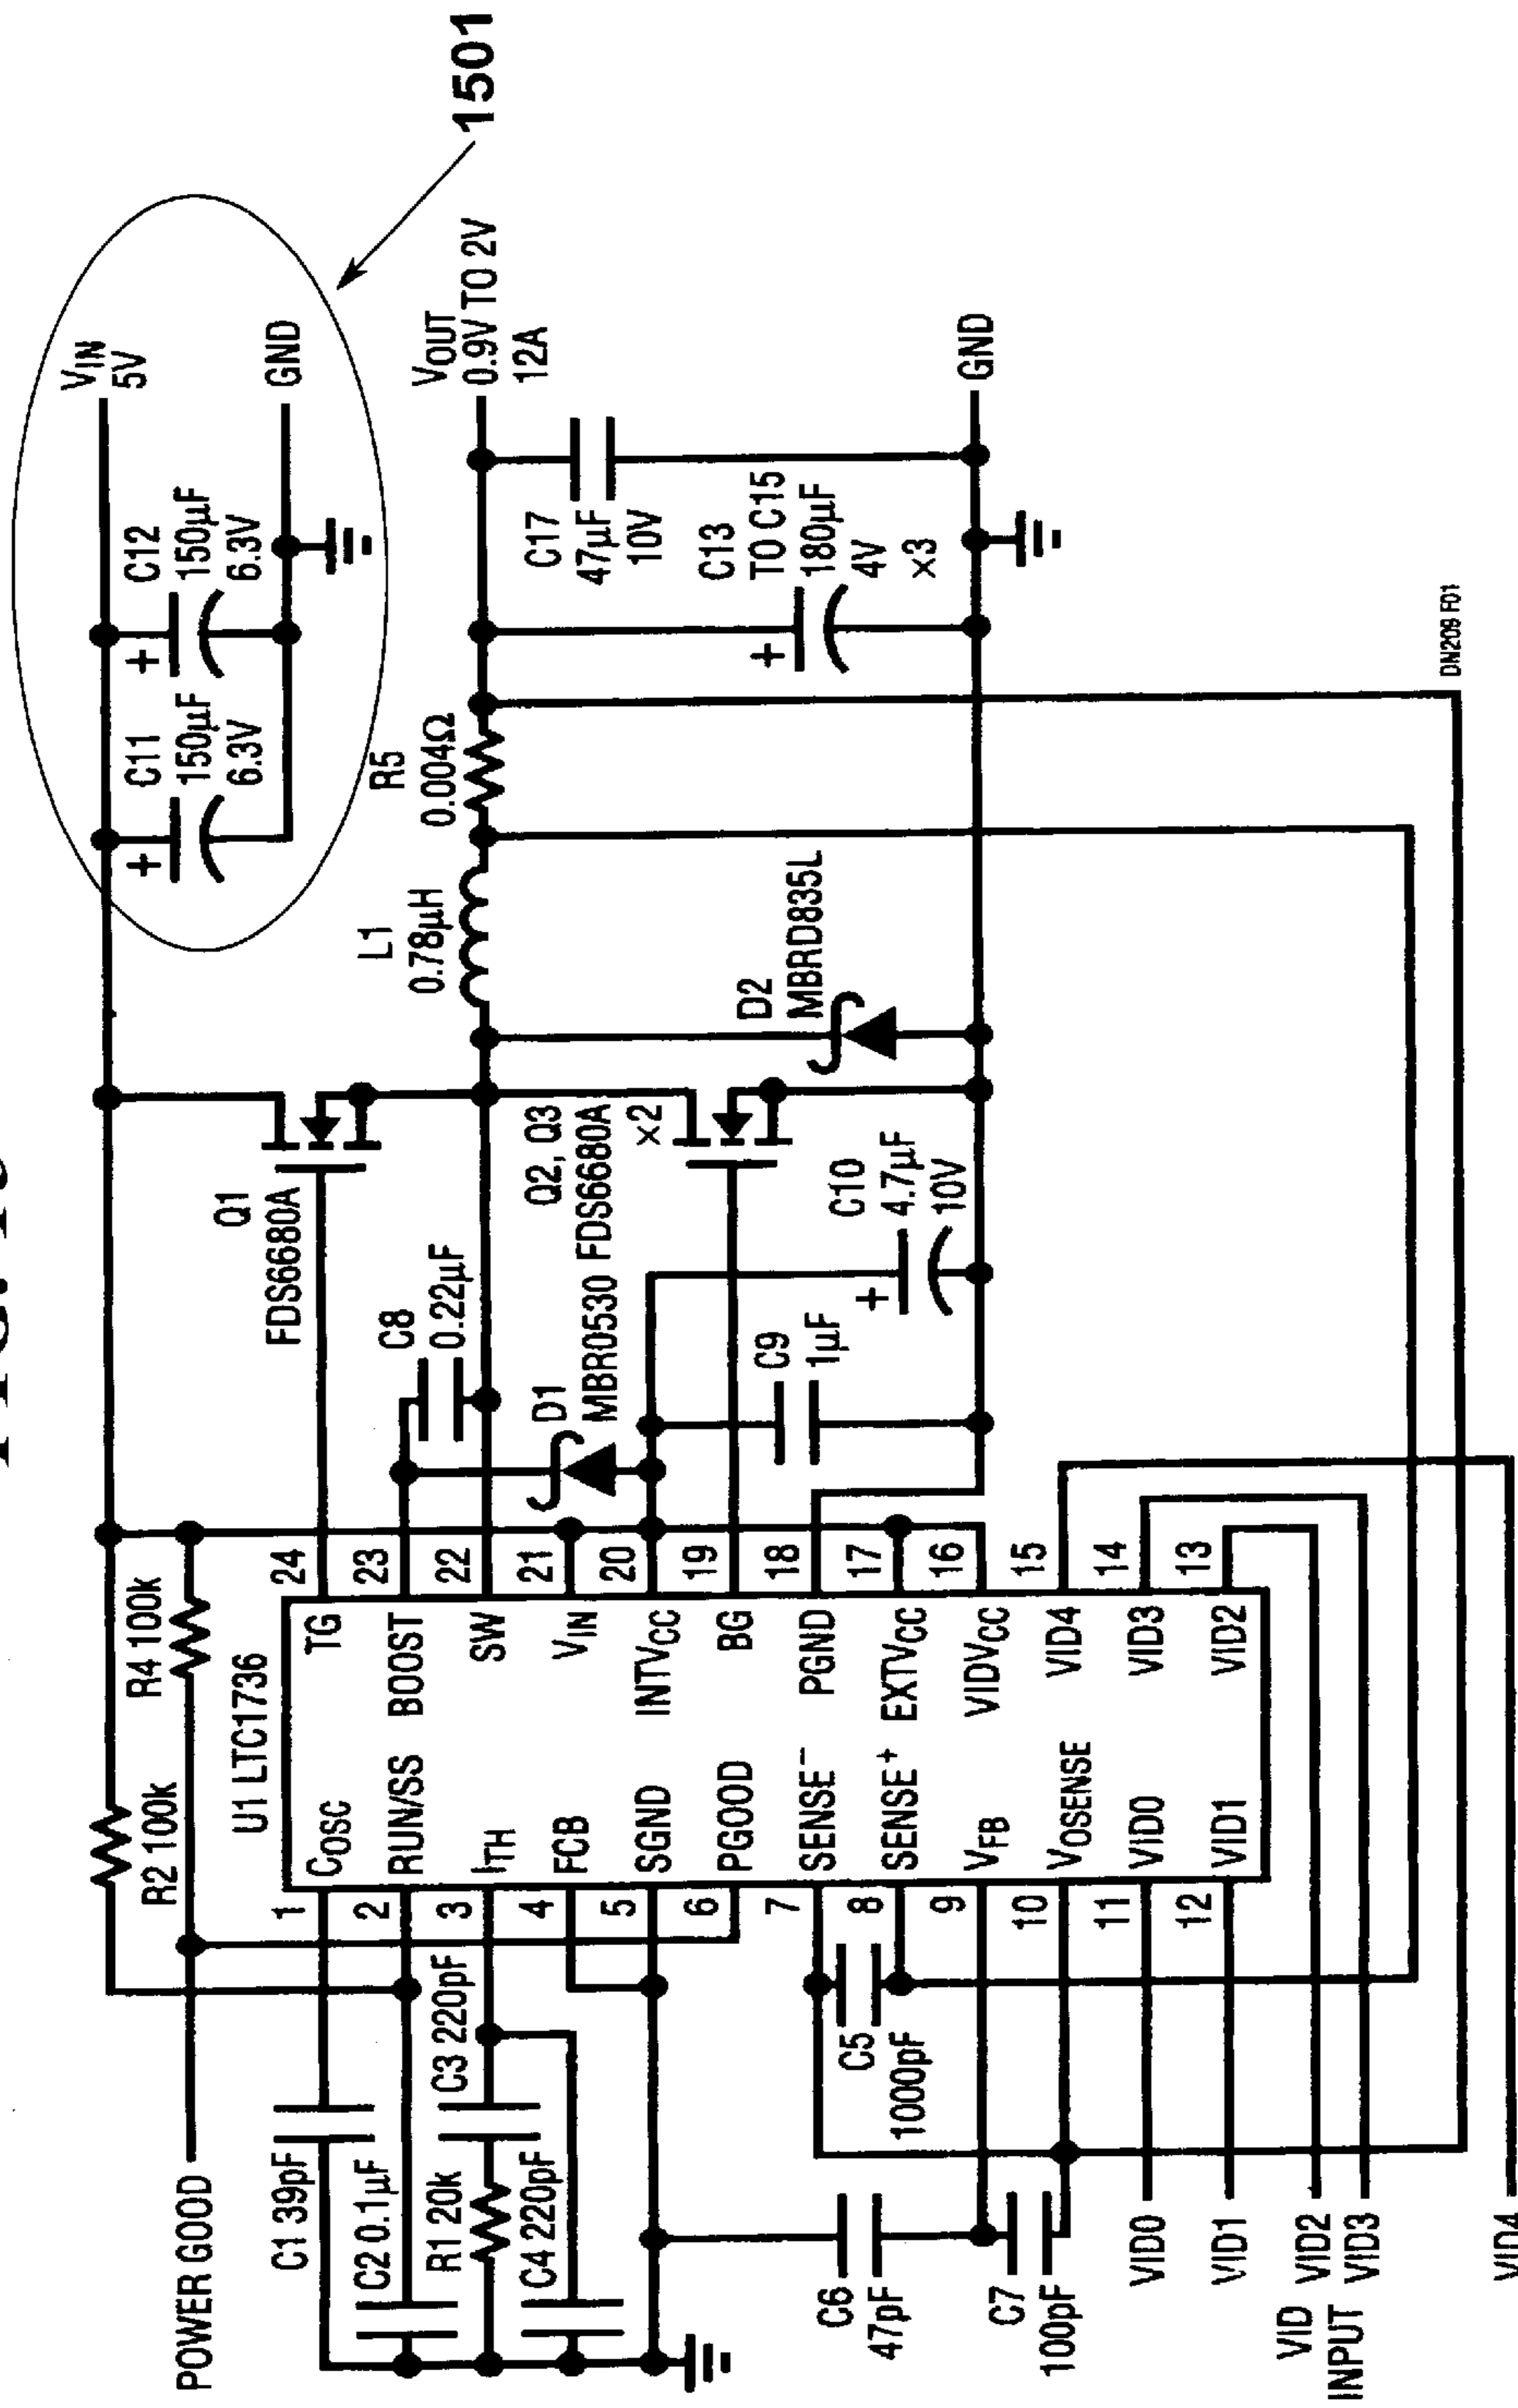 1501
VIN
5V
GND
C12
150µF
6.3V
C11
150µF
6.3V
VOUT
0.9V TO 2V
12A
R5
0.004Ω
L1
0.78µH
C17
47µF
10V
C13
TO C15
180µF
4V
×3
GND
D2
MBRD835L
Q1
FDS6680A
Q2, Q3
FDS6680A
×2
C8
0.22µF
D1
MBR0530
C10
4.7µF
10V
C9
1µF
DN209 F01
R4 100k
R2 100k
U1 LTC1736
24
23
22
21
20
19
18
17
16
15
14
13
TG
BOOST
SW
VIN
INTVCC
BG
PGND
EXTVCC
VIDVCC
VID4
VID3
VID2
COSC
RUN/SS
ITH
FCB
SGND
PGOOD
SENSE−
SENSE+
VFB
VOSENSE
VID0
VID1
1
2
3
4
5
6
7
8
9
10
11
12
POWER GOOD
C1 39pF
C2 0.1µF
C3 220pF
R1 20k
C4 220pF
C5
1000pF
C6
47pF
C7
100pF
VID0
VID1
VID2
VID3
VID4
VID
INPUT